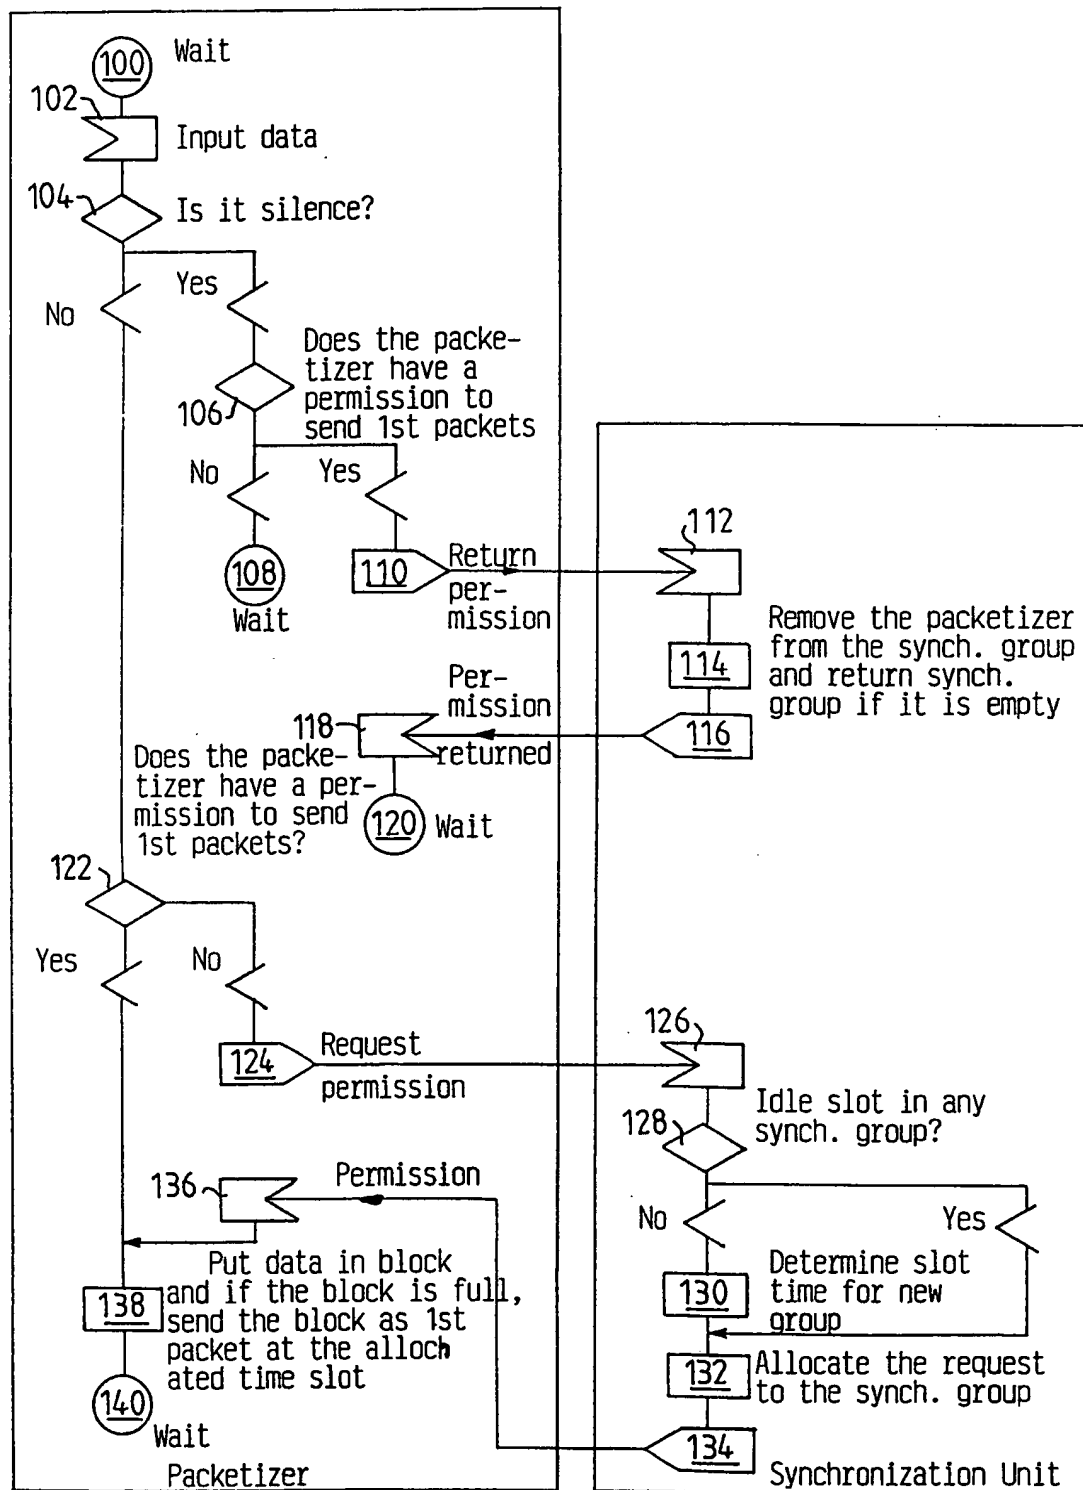 100
Wait
102
Input data
104
Is it silence?
No
Yes
Does the packe-
tizer have a
permission to
send 1st packets
106
No
Yes
108
Wait
110
Return
per-
mission
112
Remove the packetizer
from the synch. group
and return synch.
group if it is empty
114
116
Per-
mission
returned
118
120
Wait
Does the packe-
tizer have a per-
mission to send
1st packets?
122
Yes
No
124
Request
permission
126
Idle slot in any
synch. group?
128
No
Yes
Determine slot
time for new
group
130
Allocate the request
to the synch. group
132
134
Permission
136
Put data in block
and if the block is full,
send the block as 1st
packet at the alloch
ated time slot
138
140
Wait
Packetizer
Synchronization Unit